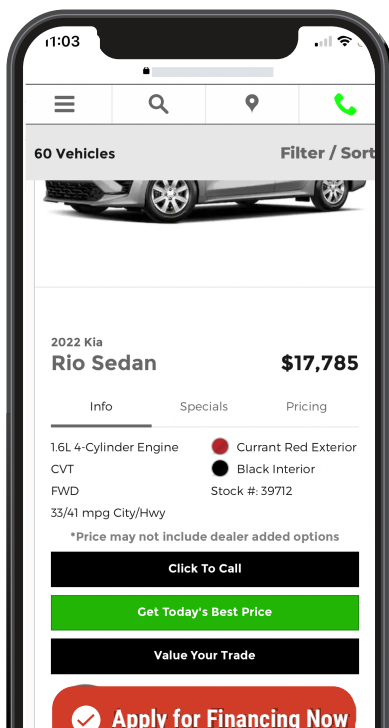 11:03
60 Vehicles Filter / Sort
2022 Kia
Rio Sedan $17,785
Info Specials Pricing
1.6L 4-Cylinder Engine Currant Red Exterior
CVT Black Interior
FWD Stock #: 39712
33/41 mpg City/Hwy
*Price may not include dealer added options
Click To Call
Get Today's Best Price
Value Your Trade
Apply for Financing Now